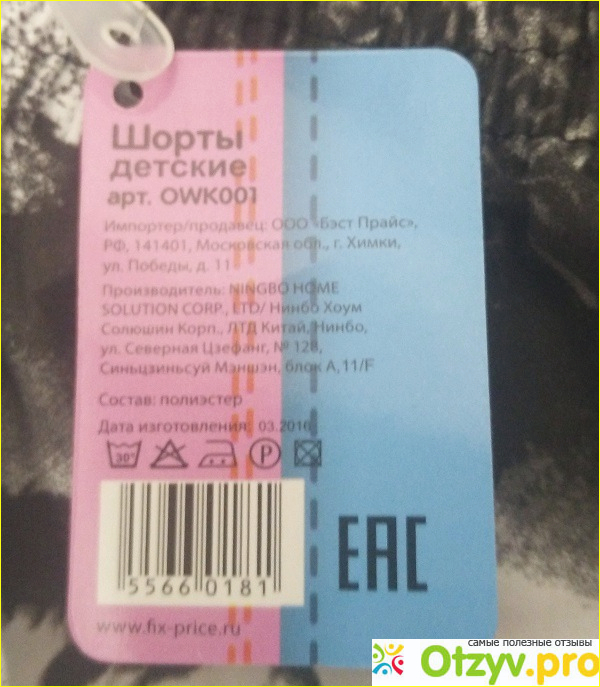 Шорты
детские
арт. OWK001
Импортер/продавец: ООО «Бэст Прайс»,
РФ, 141401, Московская обл., г. Химки,
ул. Победы, д. 11
Производитель: NINGBO HOME
SOLUTION CORP., LTD/ Нинбо Хоум
Солюшин Корп., ЛТД Китай, Нинбо,
ул. Северная Цзефанг, № 128,
Синьцзиньсуй Мэншэн, блок А, 11/F
Состав: полиэстер
Дата изготовления: 03.2016
30° P
5566 0181
EAC
www.fix-price.ru
самые полезные отзывы
Otzyv.pro